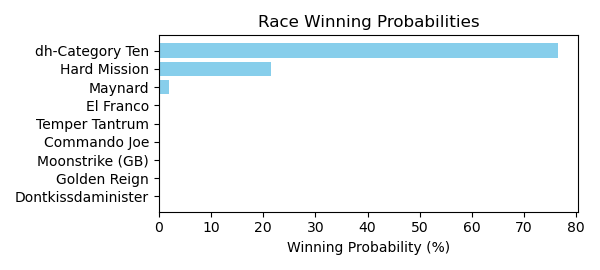 Race Winning Probabilities
dh-Category Ten
Hard Mission
Maynard
El Franco
Temper Tantrum
Commando Joe
Moonstrike (GB)
Golden Reign
Dontkissdaminister
0 10 20 30 40 50 60 70 80
Winning Probability (%)